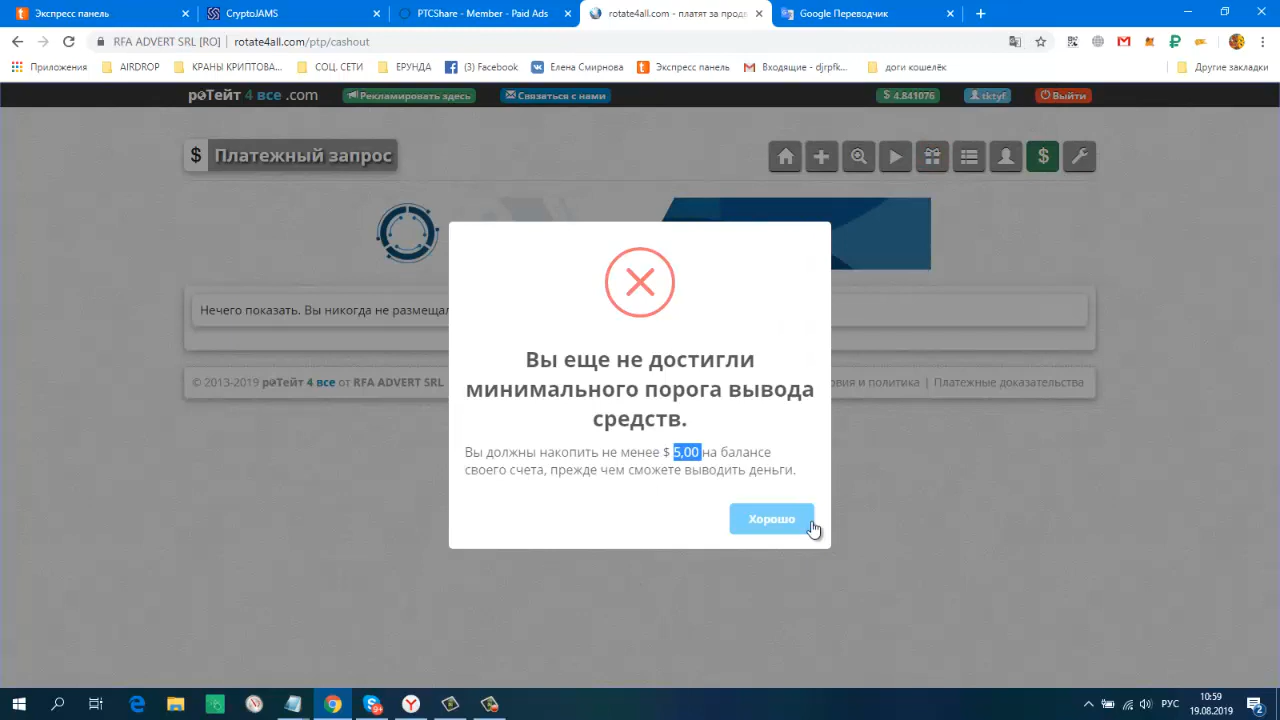 Экспресс панель
CryptoJAMS
PTCShare - Member - Paid Ads
rotate4all.com - платят за прод
Google Переводчик
RFA ADVERT SRL [RO]
rotate4all.com/ptp/cashout
Приложения
AIRDROP
КРАНЫ КРИПТОВА...
СОЦ. СЕТИ
ЕРУНДА
(3) Facebook
Елена Смирнова
Экспресс панель
Входящие - djrpfk...
доги кошелёк
Другие закладки
роТейт 4 все .com
Рекламировать здесь
Связаться с нами
$ 4.841076
tktyf
Выйти
$ Платежный запрос
$
Нечего показать. Вы никогда не размещал
© 2013-2019 роТейт 4 все от RFA ADVERT SRL
овия и политика | Платежные доказательства
Вы еще не достигли
минимального порога вывода
средств.
Вы должны накопить не менее $ 5,00 на балансе
своего счета, прежде чем сможете выводить деньги.
Хорошо
РУС
10:59
19.08.2019
2